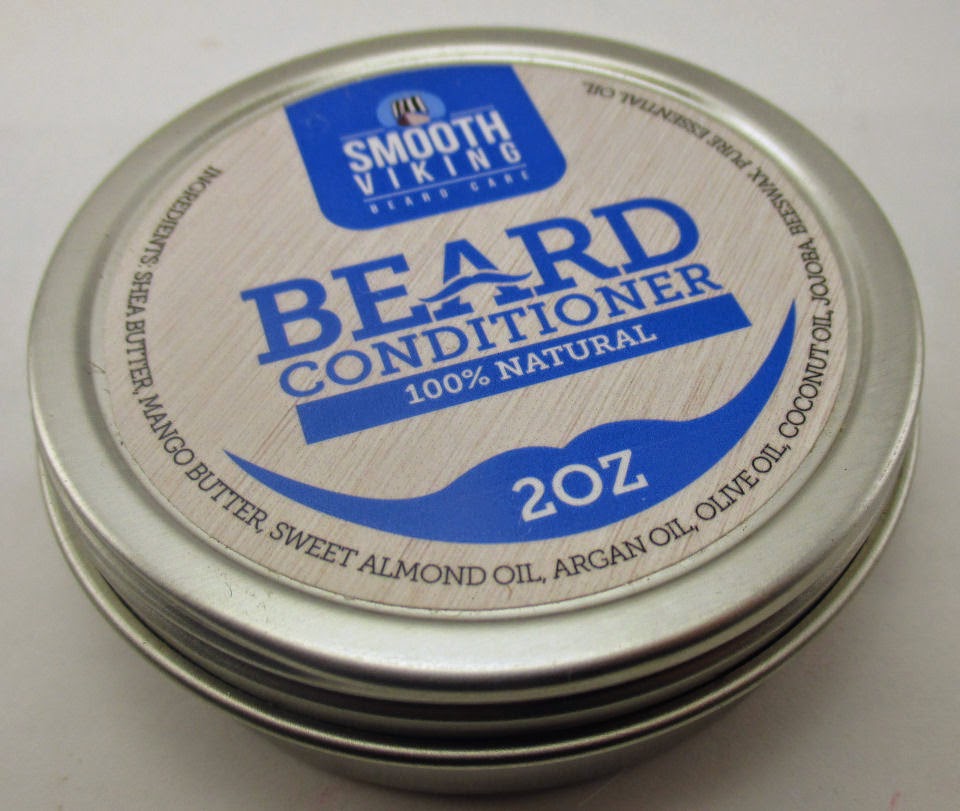 SMOOTH
VIKING
BEARD CARE
BEARD
CONDITIONER
100% NATURAL
2OZ
INGREDIENTS: SHEA BUTTER, MANGO BUTTER, SWEET ALMOND OIL, ARGAN OIL, OLIVE OIL, COCONUT OIL, JOJOBA, BEESWAX, PURE ESSENTIAL OIL